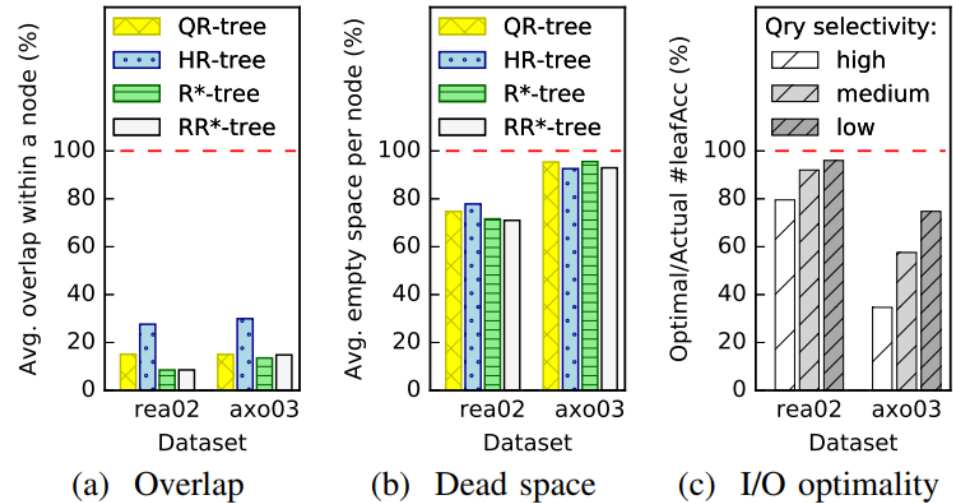 Avg. overlap within a node (%)
QR-tree
HR-tree
R*-tree
RR*-tree
100
80
60
40
20
0
rea02 axo03
Dataset
(a) Overlap
Avg. empty space per node (%)
QR-tree
HR-tree
R*-tree
RR*-tree
100
80
60
40
20
0
rea02 axo03
Dataset
(b) Dead space
Optimal/Actual #leafAcc (%)
Qry selectivity:
high
medium
low
100
80
60
40
20
0
rea02 axo03
Dataset
(c) I/O optimality